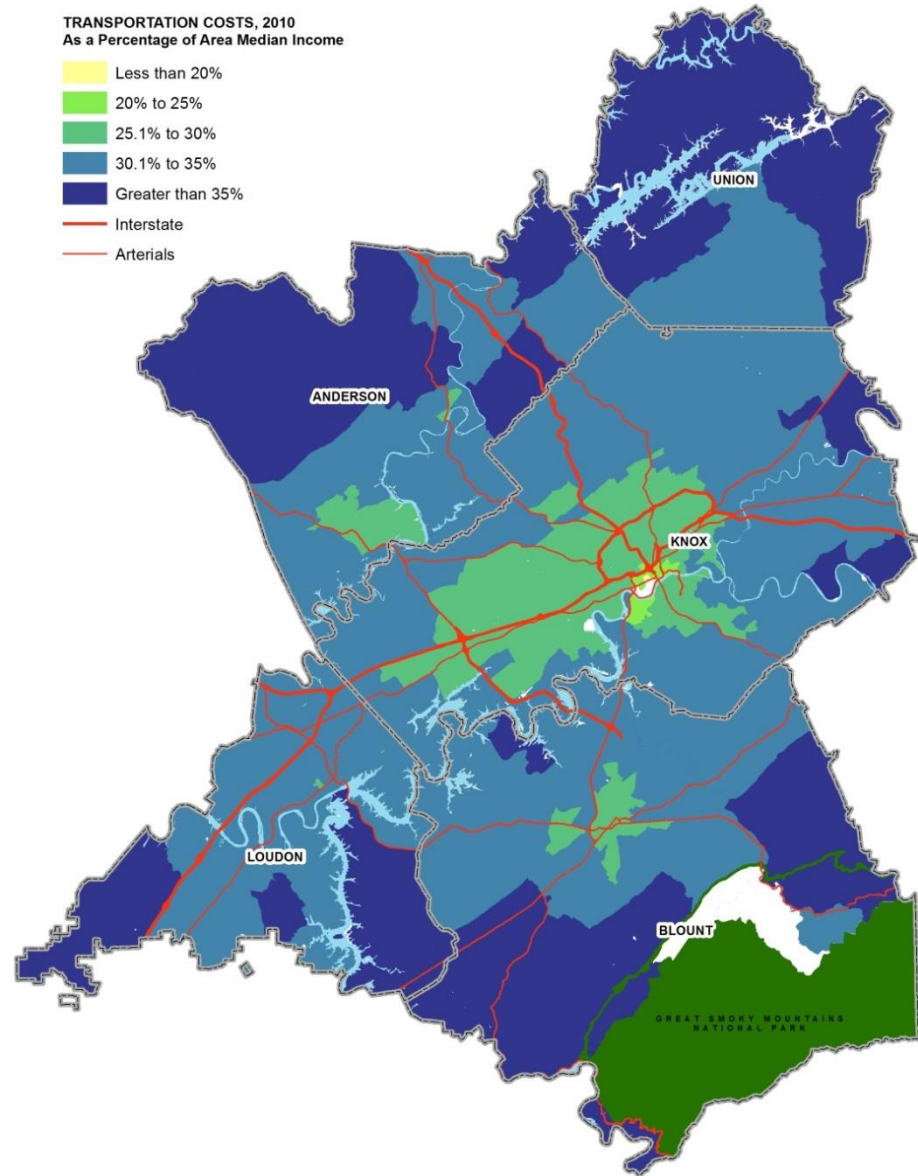 TRANSPORTATION COSTS, 2010
As a Percentage of Area Median Income
Less than 20%
20% to 25%
25.1% to 30%
30.1% to 35%
Greater than 35%
Interstate
Arterials
UNION
ANDERSON
KNOX
LOUDON
BLOUNT
GREAT SMOKY MOUNTAINS
NATIONAL PARK